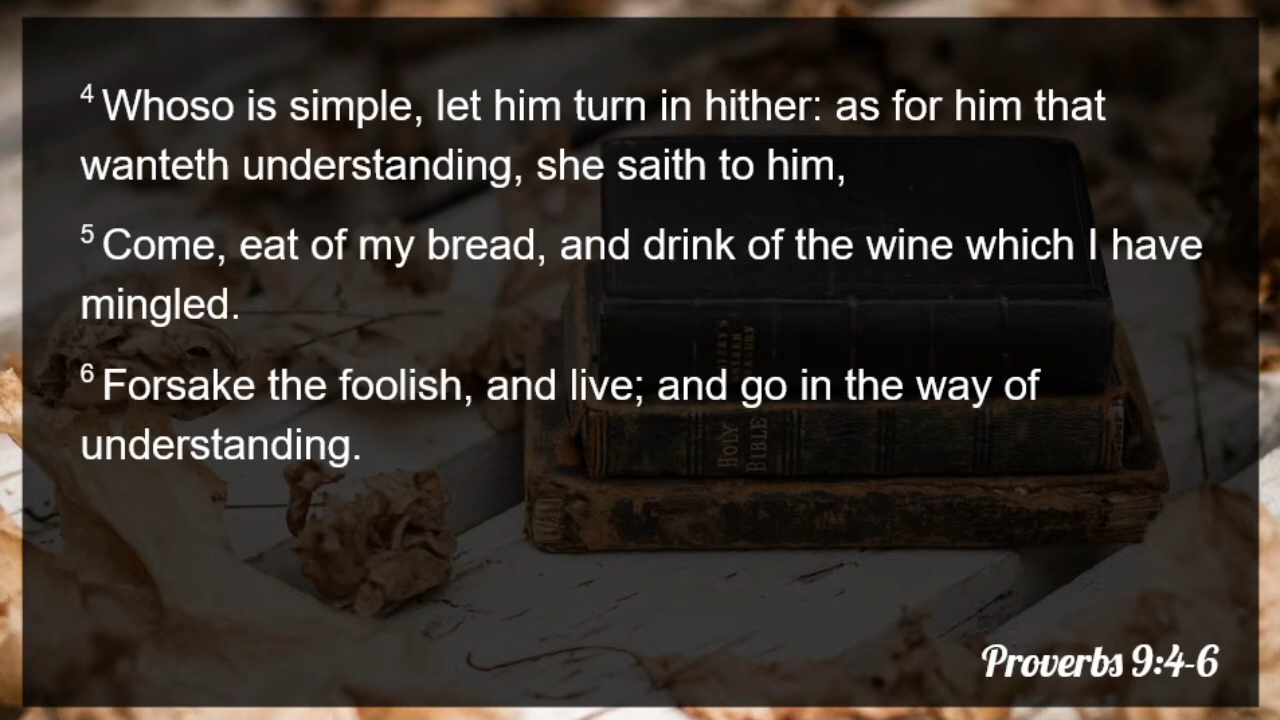 4 Whoso is simple, let him turn in hither: as for him that
wanteth understanding, she saith to him,
5 Come, eat of my bread, and drink of the wine which I have
mingled.
6 Forsake the foolish, and live; and go in the way of
understanding.
HOLY
BIBLE
Proverbs 9:4-6